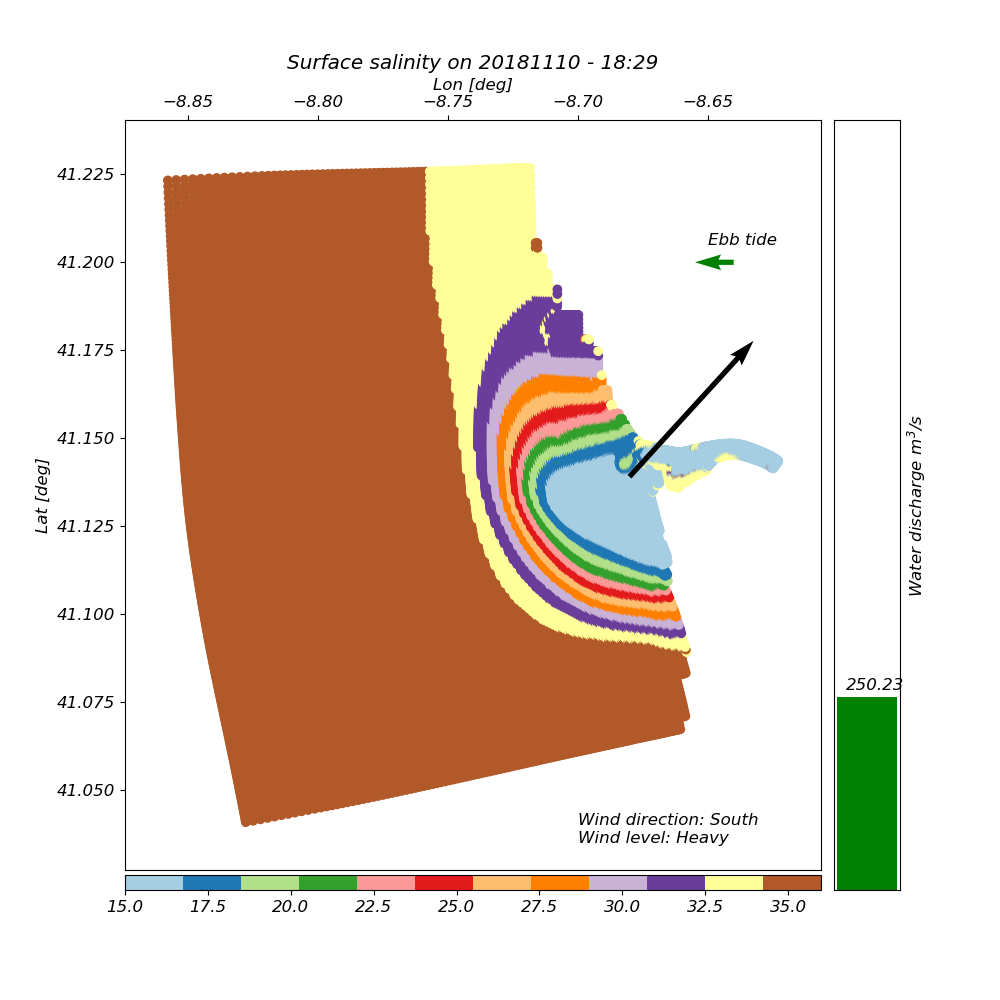 Surface salinity on 20181110 - 18:29
Lon [deg]
−8.85 −8.80 −8.75 −8.70 −8.65
41.225
41.200
41.175
41.150
41.125
41.100
41.075
41.050
Lat [deg]
Ebb tide
Wind direction: South
Wind level: Heavy
250.23
Water discharge m³/s
15.0 17.5 20.0 22.5 25.0 27.5 30.0 32.5 35.0